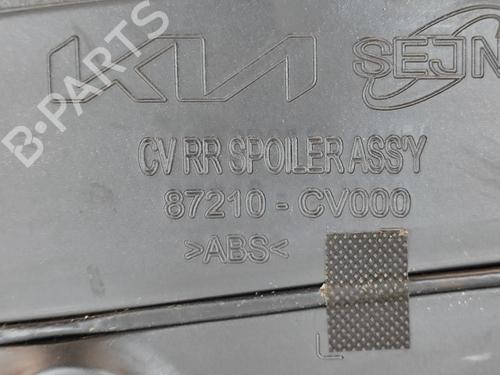 B-PARTS
KIA SEJN
CV RR SPOILER ASS'Y
87210 - CV000
>ABS<